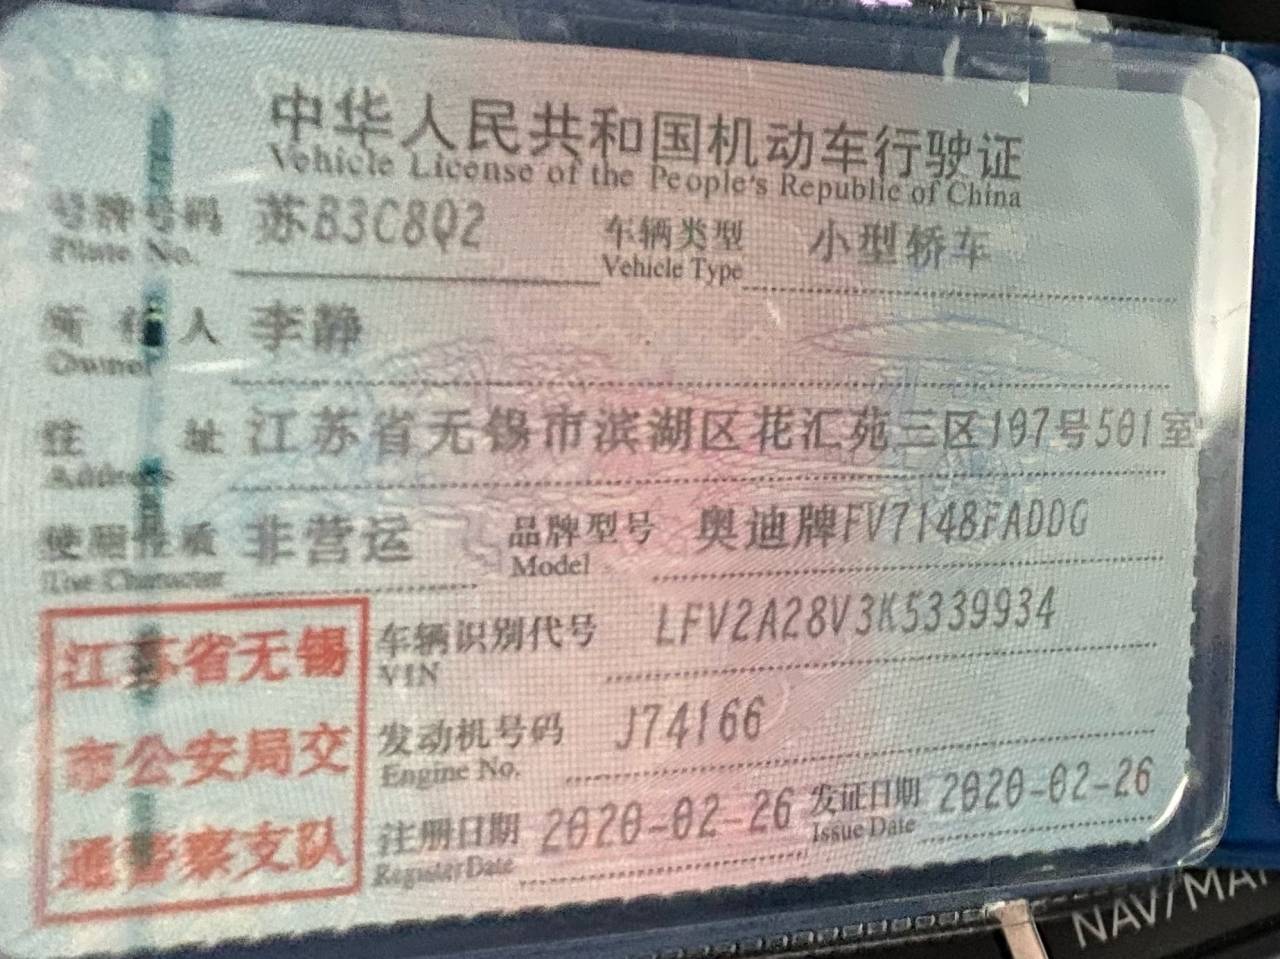 中华人民共和国机动车行驶证
Vehicle License of the People's Republic of China
号牌号码 苏B3C8Q2 车辆类型 小型轿车
Plate No. Vehicle Type
所有人 李静
Owner
住址 江苏省无锡市滨湖区花汇苑三区107号501室
Address
使用性质 非营运 品牌型号 奥迪牌FV7148FADDG
Use Character Model
江苏省无锡
市公安局交
通警察支队
车辆识别代号 LFV2A28V3K5339934
VIN
发动机号码 J74166
Engine No.
注册日期 2020-02-26 发证日期 2020-02-26
Register Date Issue Date
NAV/MAP